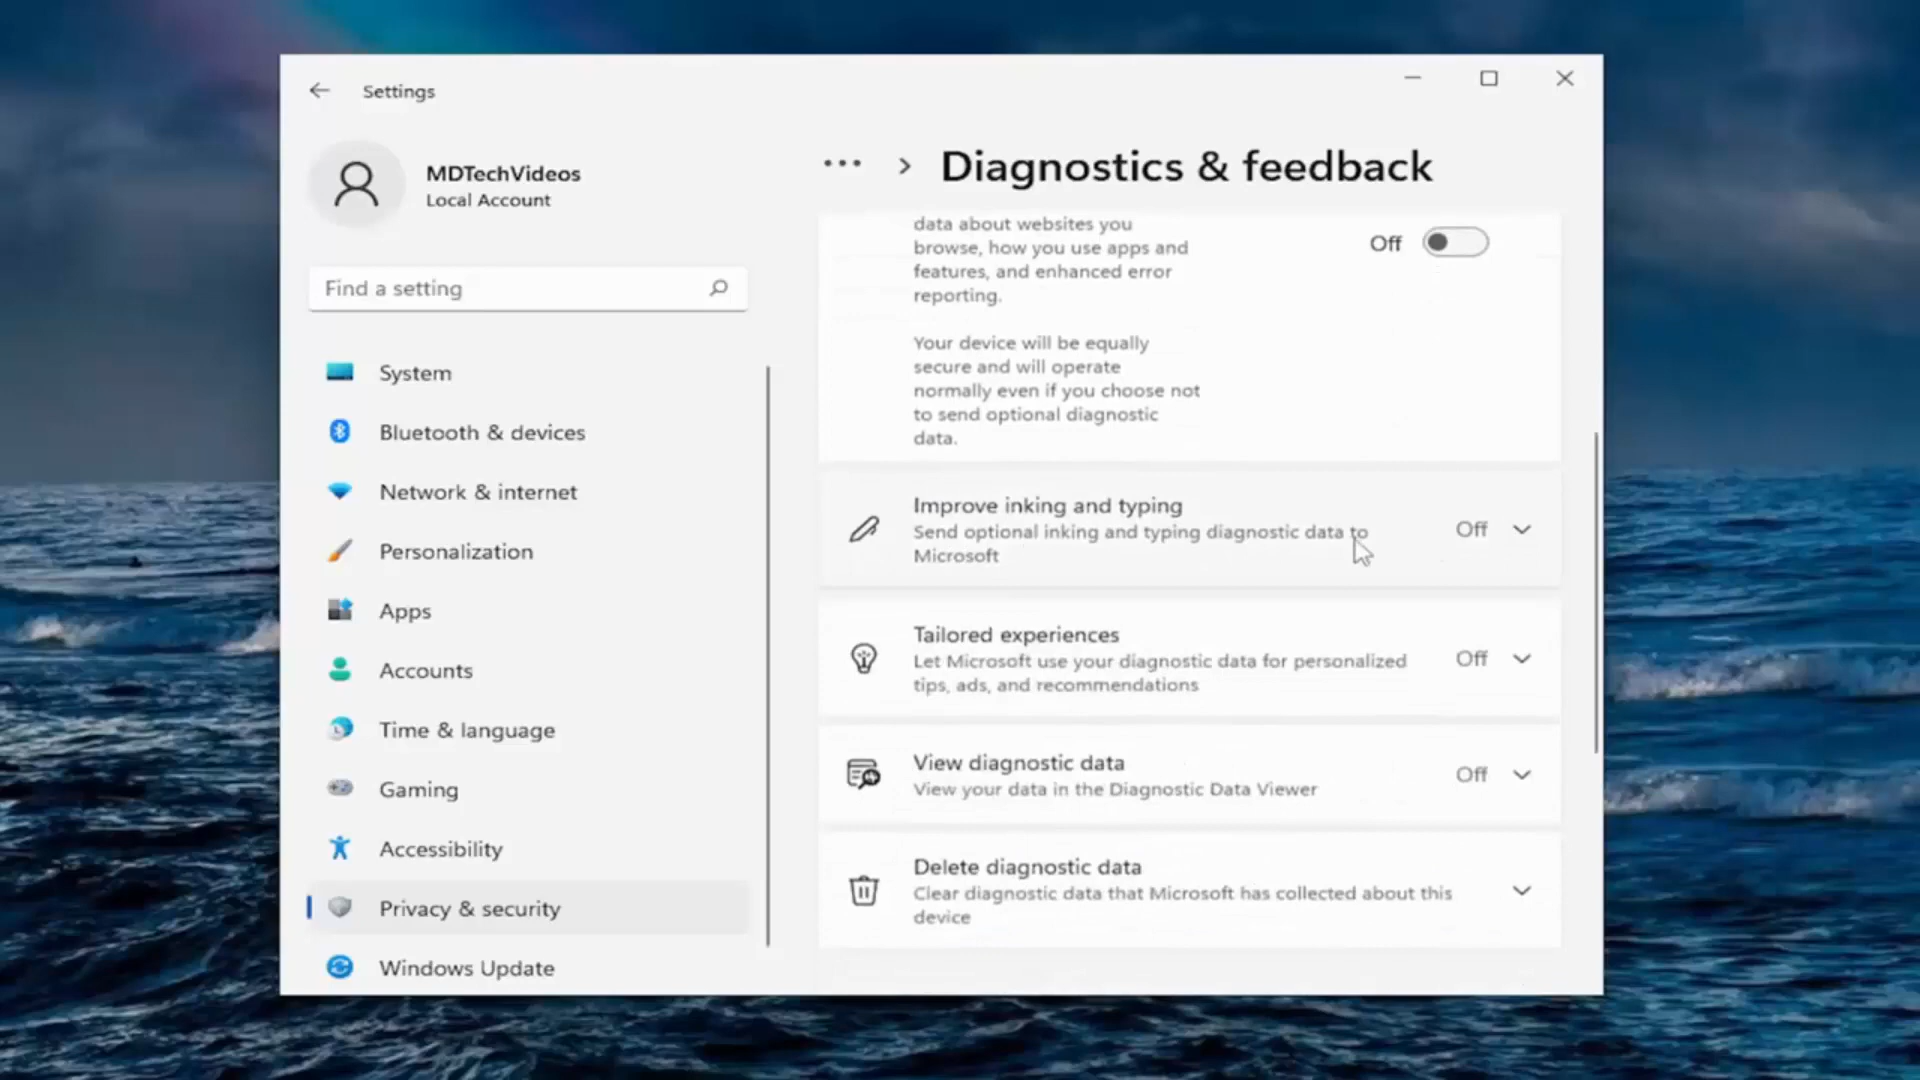 Settings
MDTechVideos
Local Account
Find a setting
System
Bluetooth & devices
Network & internet
Personalization
Apps
Accounts
Time & language
Gaming
Accessibility
Privacy & security
Windows Update
... > Diagnostics & feedback
data about websites you
browse, how you use apps and
features, and enhanced error
reporting.
Off
Your device will be equally
secure and will operate
normally even if you choose not
to send optional diagnostic
data.
Improve inking and typing
Send optional inking and typing diagnostic data to
Microsoft
Off
Tailored experiences
Let Microsoft use your diagnostic data for personalized
tips, ads, and recommendations
Off
View diagnostic data
View your data in the Diagnostic Data Viewer
Off
Delete diagnostic data
Clear diagnostic data that Microsoft has collected about this
device